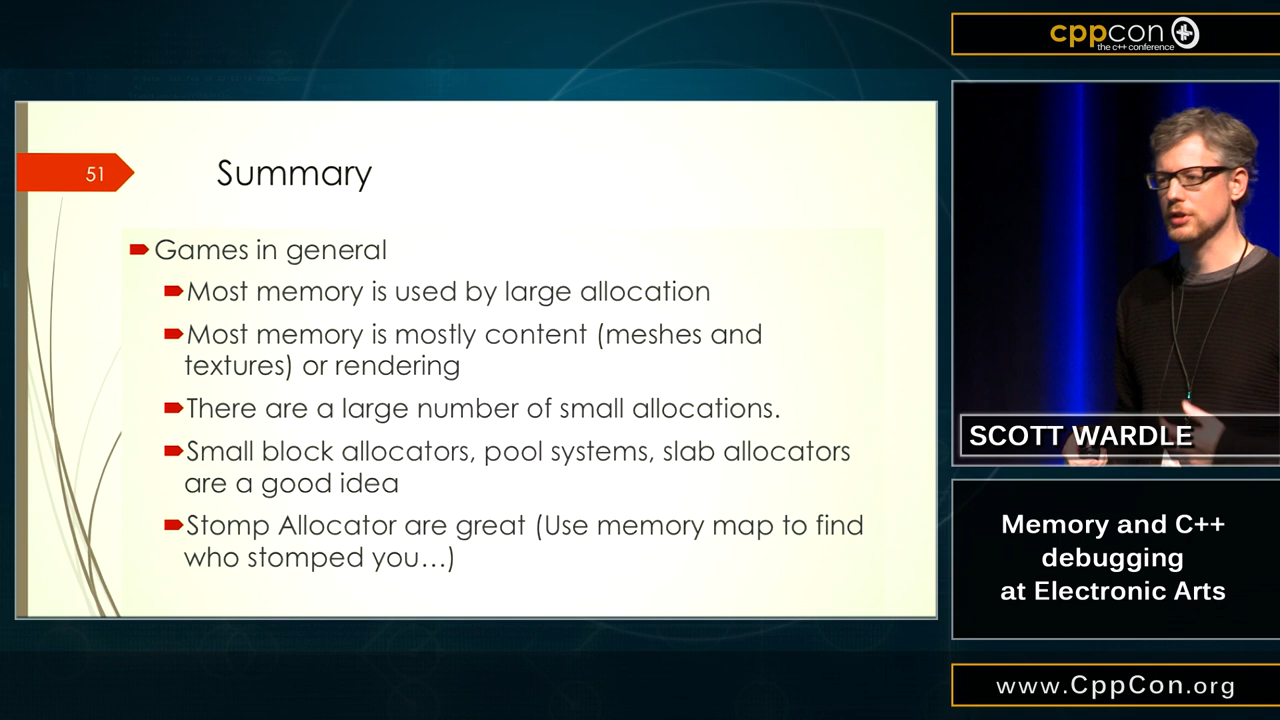 cppcon
the c++ conference
51
Summary
Games in general
Most memory is used by large allocation
Most memory is mostly content (meshes and
textures) or rendering
There are a large number of small allocations.
Small block allocators, pool systems, slab allocators
are a good idea
Stomp Allocator are great (Use memory map to find
who stomped you…)
SCOTT WARDLE
Memory and C++
debugging
at Electronic Arts
www.CppCon.org